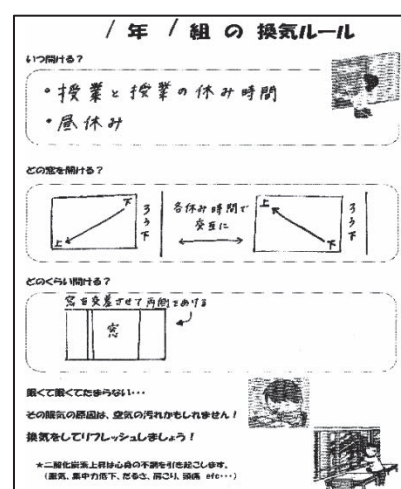 1年1組の換気ルール
いつ開ける？
・授業と授業の休み時間
・昼休み
どの窓を開ける？
下
上
ろう下
各休み時間で
交互に
上
下
ろう下
どのくらい開ける？
窓を交差させて両側をあける
窓
眠くて眠くてたまらない・・・
その眠気の原因は、空気の汚れかもしれません！
換気をしてリフレッシュしましょう！
★二酸化炭素上昇は心身の不調を引き起こします。
（眠気、集中力低下、だるさ、肩こり、頭痛 etc・・・）